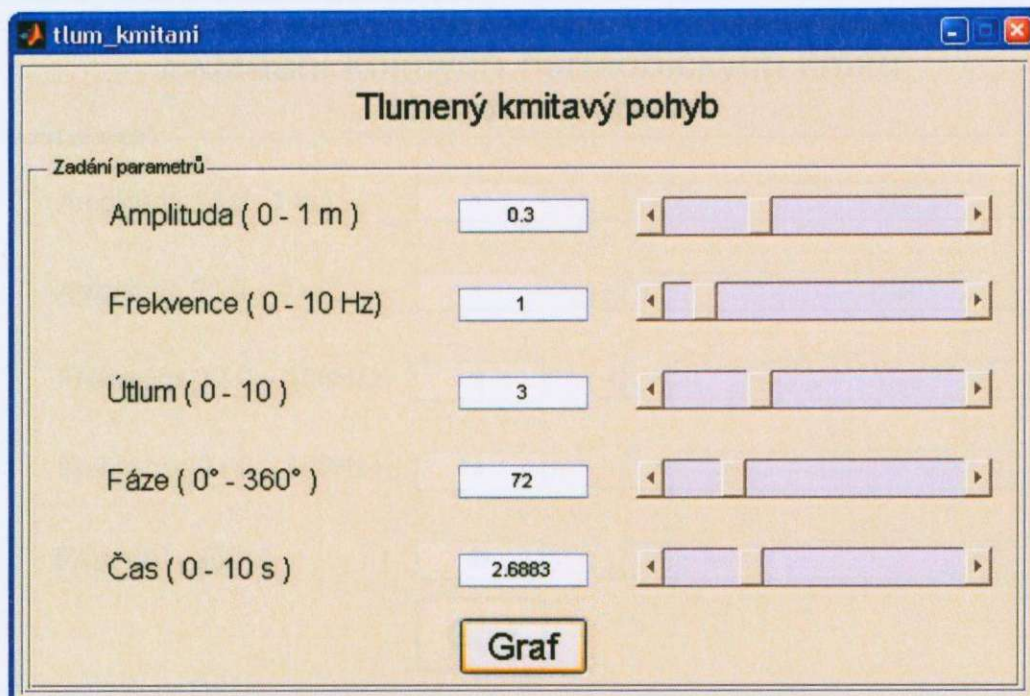 tlum_kmitani
Tlumený kmitavý pohyb
Zadání parametrů
Amplituda ( 0 - 1 m ) 0.3
Frekvence ( 0 - 10 Hz) 1
Útlum ( 0 - 10 ) 3
Fáze ( 0° - 360° ) 72
Čas ( 0 - 10 s ) 2.6883
Graf